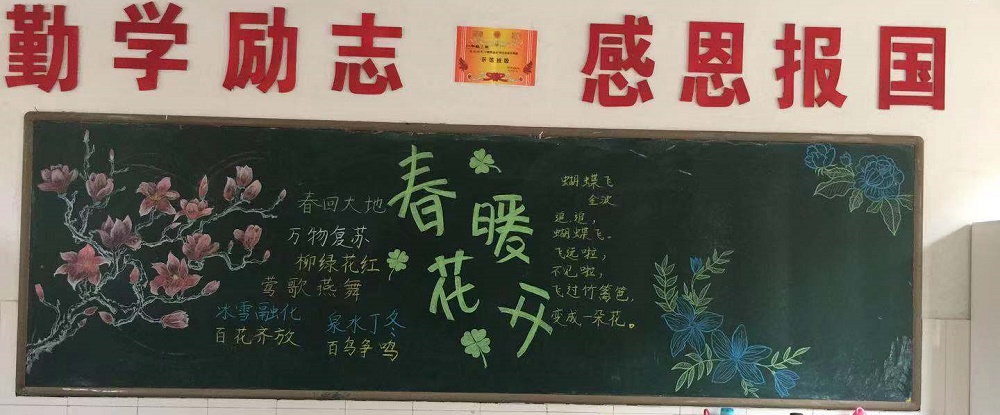 勤学励志
感恩报国
春暖花开
春回大地
万物复苏
柳绿花红
莺歌燕舞
冰雪融化
泉水丁冬
百花齐放
百鸟争鸣
蝴蝶飞
金波
追,追,
蝴蝶飞。
飞远啦,
不见啦,
飞过竹篱笆,
变成一朵花。